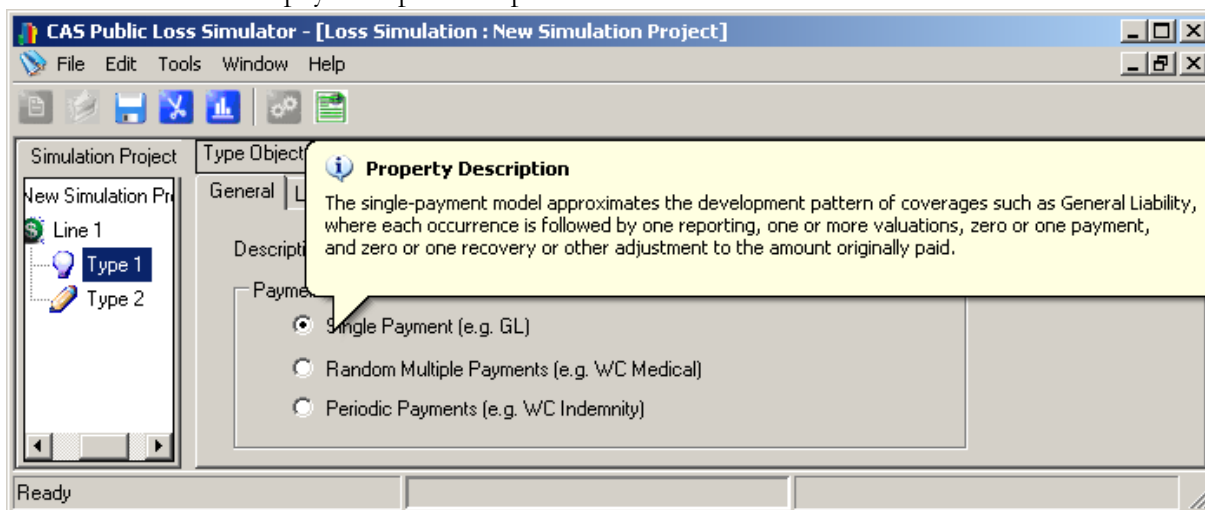 CAS Public Loss Simulator - [Loss Simulation : New Simulation Project]
File Edit Tools Window Help
Simulation Project
New Simulation Pr
Line 1
Type 1
Type 2
Type Object
General L
Property Description
The single-payment model approximates the development pattern of coverages such as General Liability,
where each occurrence is followed by one reporting, one or more valuations, zero or one payment,
and zero or one recovery or other adjustment to the amount originally paid.
Descripti
Paymen
Single Payment (e.g. GL)
Random Multiple Payments (e.g. WC Medical)
Periodic Payments (e.g. WC Indemnity)
Ready